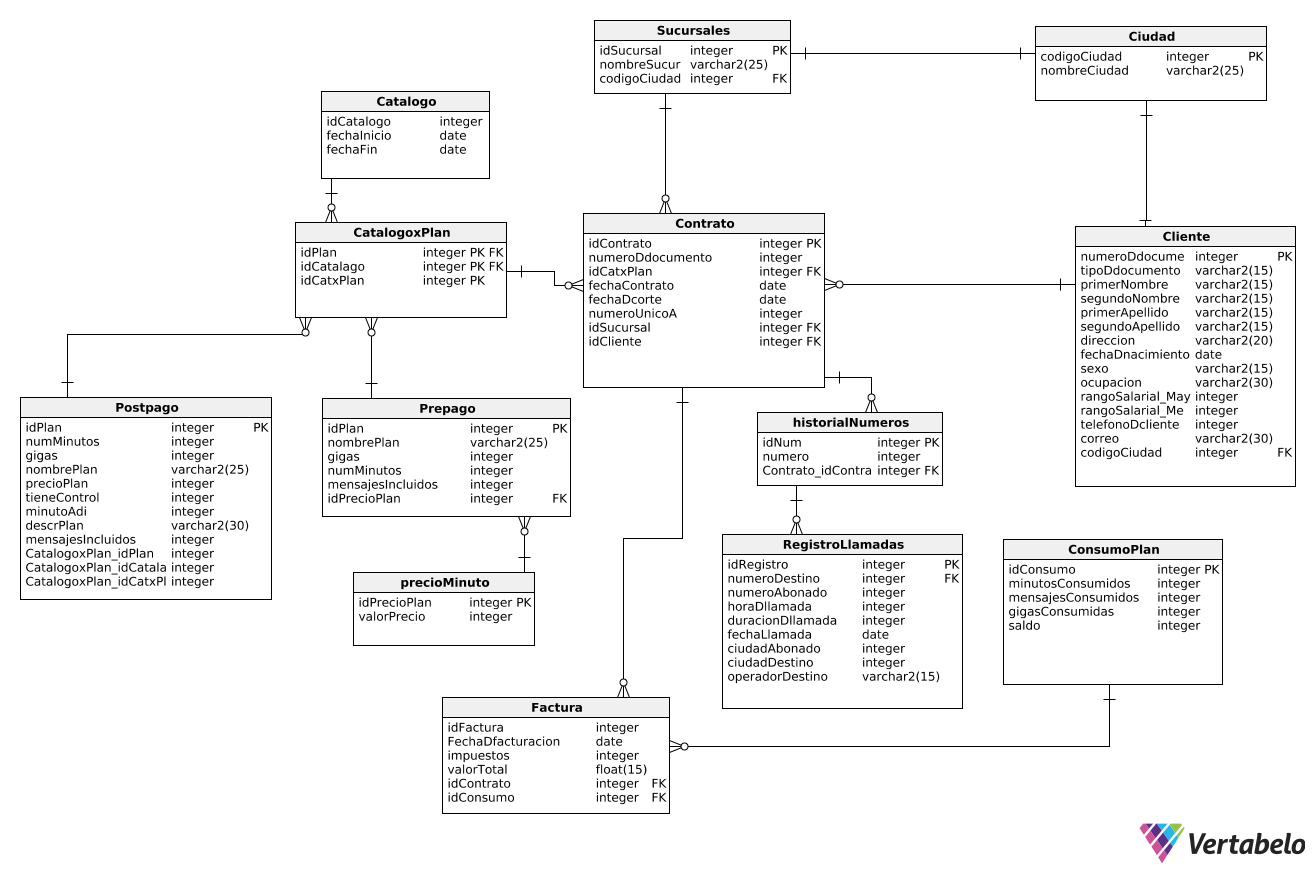 Sucursales
idSucursal integer PK
nombreSucur varchar2(25)
codigoCiudad integer FK
Ciudad
codigoCiudad integer PK
nombreCiudad varchar2(25)
Catalogo
idCatalogo integer
fechaInicio date
fechaFin date
CatalogoxPlan
idPlan integer PK FK
idCatalago integer PK FK
idCatxPlan integer PK
Contrato
idContrato integer PK
numeroDdocumento integer
idCatxPlan integer FK
fechaContrato date
fechaDcorte date
numeroUnicoA integer
idSucursal integer FK
idCliente integer FK
Cliente
numeroDdocume integer PK
tipoDdocumento varchar2(15)
primerNombre varchar2(15)
segundoNombre varchar2(15)
primerApellido varchar2(15)
segundoApellido varchar2(15)
direccion varchar2(20)
fechaDnacimiento date
sexo varchar2(15)
ocupacion varchar2(30)
rangoSalarial_May integer
rangoSalarial_Me integer
telefonoDcliente integer
correo varchar2(30)
codigoCiudad integer FK
Postpago
idPlan integer PK
numMinutos integer
gigas integer
nombrePlan varchar2(25)
precioPlan integer
tieneControl integer
minutoAdi integer
descrPlan varchar2(30)
mensajesIncluidos integer
CatalogoxPlan_idPlan integer
CatalogoxPlan_idCatala integer
CatalogoxPlan_idCatxPl integer
Prepago
idPlan integer PK
nombrePlan varchar2(25)
gigas integer
numMinutos integer
mensajesIncluidos integer
idPrecioPlan integer FK
historialNumeros
idNum integer PK
numero integer
Contrato_idContra integer FK
precioMinuto
idPrecioPlan integer PK
valorPrecio integer
RegistroLlamadas
idRegistro integer PK
numeroDestino integer FK
numeroAbonado integer
horaDllamada integer
duracionDllamada integer
fechaLlamada date
ciudadAbonado integer
ciudadDestino integer
operadorDestino varchar2(15)
ConsumoPlan
idConsumo integer PK
minutosConsumidos integer
mensajesConsumidos integer
gigasConsumidas integer
saldo integer
Factura
idFactura integer
FechaDfacturacion date
impuestos integer
valorTotal float(15)
idContrato integer FK
idConsumo integer FK
Vertabelo